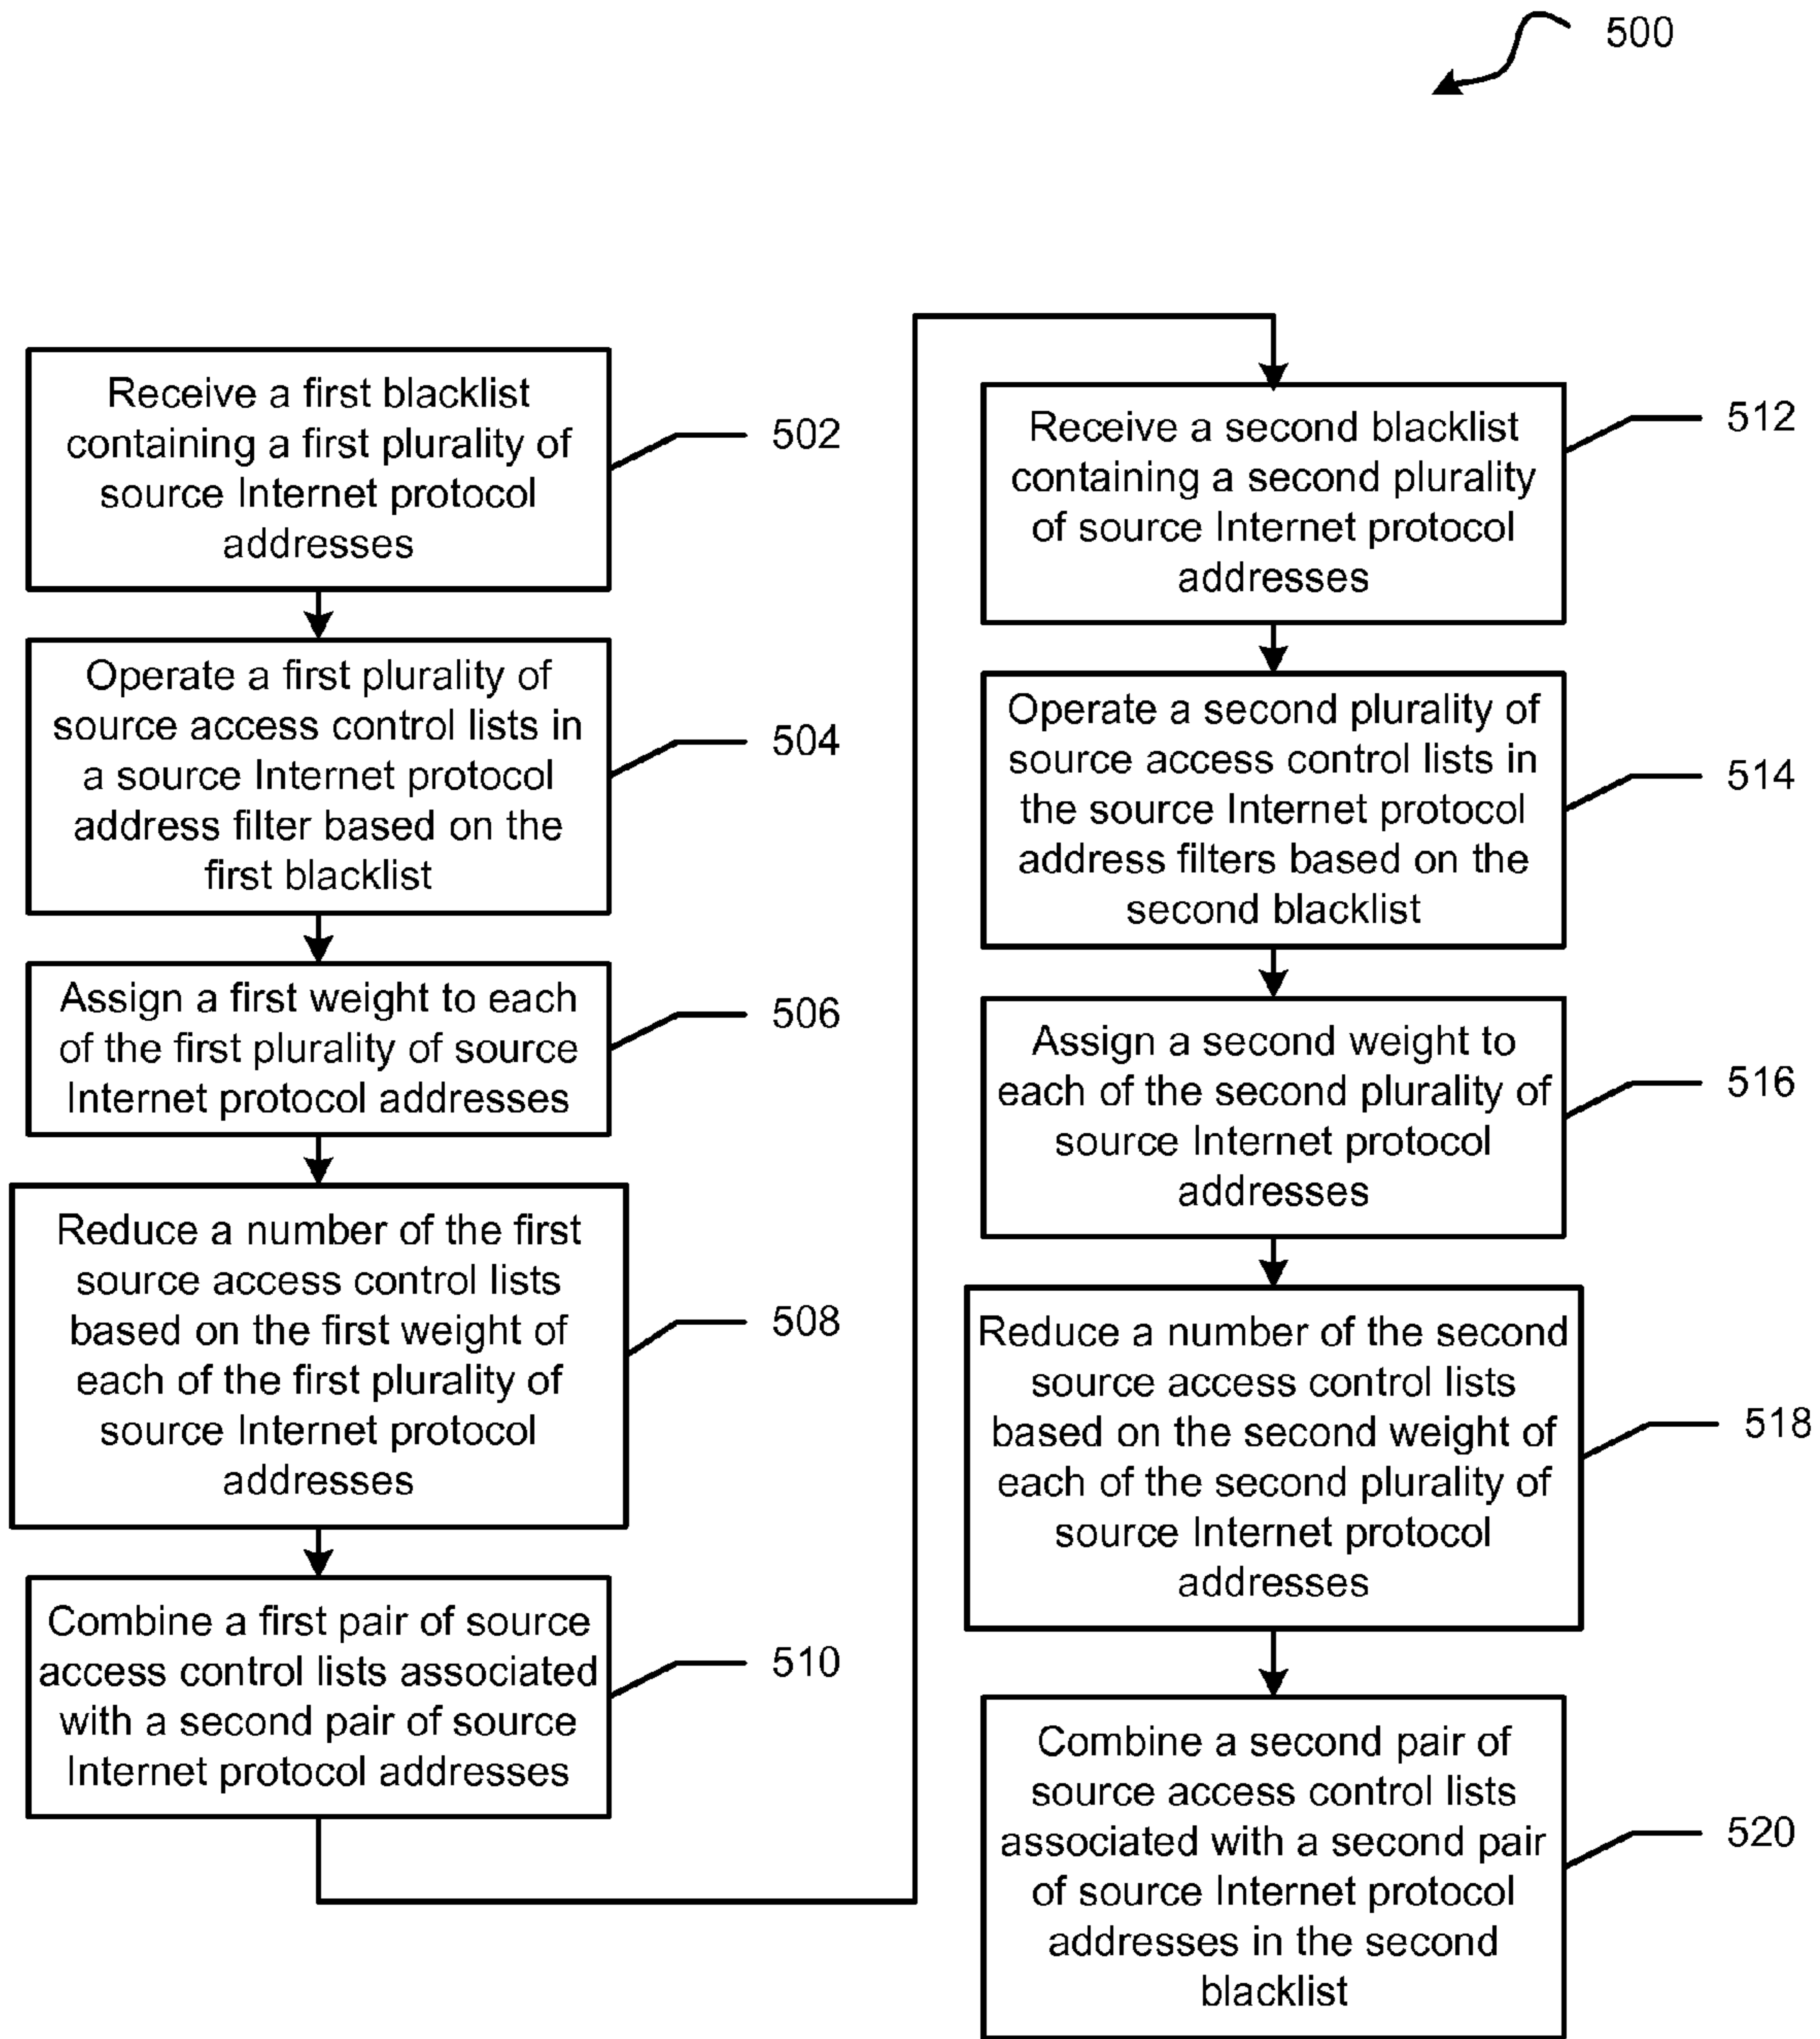 500
Receive a first blacklist
containing a first plurality of
source Internet protocol
addresses
502
Operate a first plurality of
source access control lists in
a source Internet protocol
address filter based on the
first blacklist
504
Assign a first weight to each
of the first plurality of source
Internet protocol addresses
506
Reduce a number of the first
source access control lists
based on the first weight of
each of the first plurality of
source Internet protocol
addresses
508
Combine a first pair of source
access control lists associated
with a second pair of source
Internet protocol addresses
510
Receive a second blacklist
containing a second plurality
of source Internet protocol
addresses
512
Operate a second plurality of
source access control lists in
the source Internet protocol
address filters based on the
second blacklist
514
Assign a second weight to
each of the second plurality of
source Internet protocol
addresses
516
Reduce a number of the second
source access control lists
based on the second weight of
each of the second plurality of
source Internet protocol
addresses
518
Combine a second pair of
source access control lists
associated with a second pair
of source Internet protocol
addresses in the second
blacklist
520